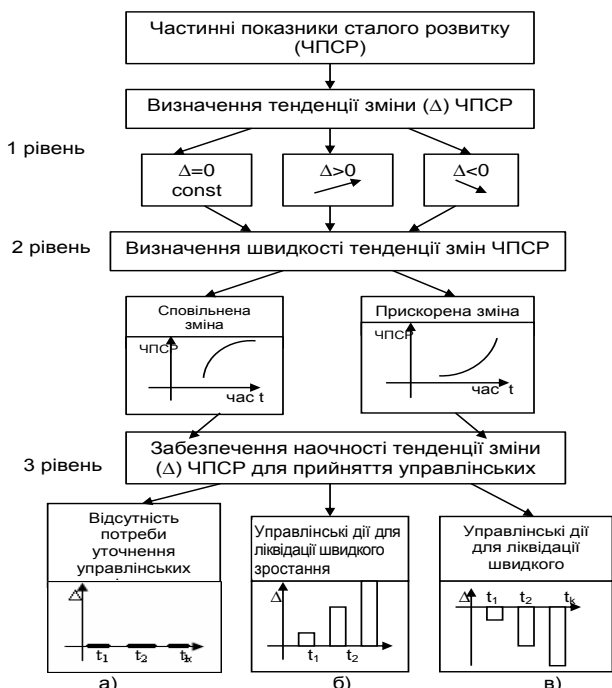 Частинні показники сталого розвитку
(ЧПСР)
Визначення тенденції зміни (Δ) ЧПСР
1 рівень
Δ=0
const
Δ>0
Δ<0
2 рівень
Визначення швидкості тенденції змін ЧПСР
Сповільнена
зміна
ЧПСР
час t
Прискорена зміна
ЧПСР
час t
3 рівень
Забезпечення наочності тенденції зміни
(Δ) ЧПСР для прийняття управлінських
Відсутність
потреби
уточнення
управлінських
Δ
t1
t2
Управлінські дії для
ліквідації швидкого
зростання
Δ
t1
t2
Управлінські дії
для ліквідації
швидкого
Δ
t1
t2
tk
а)
б)
в)